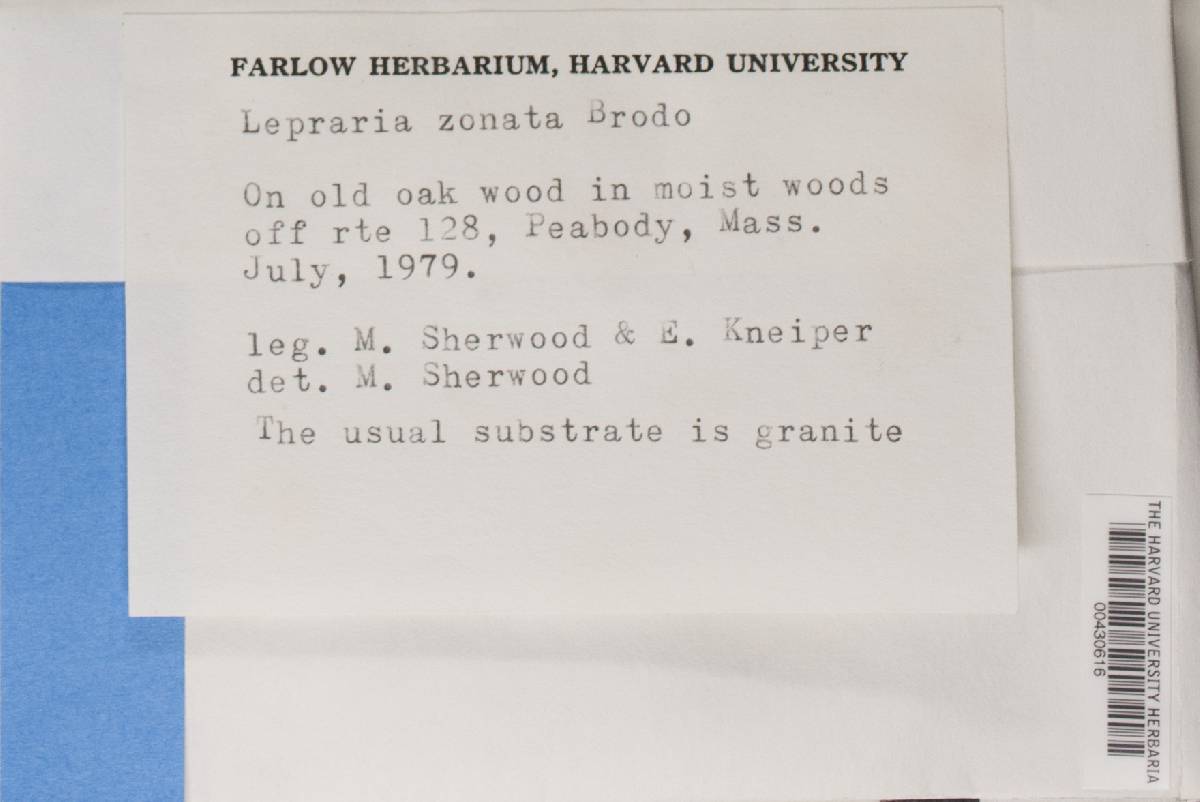 FARLOW HERBARIUM, HARVARD UNIVERSITY
Lepraria zonata Brodo
On old oak wood in moist woods
off rte 128, Peabody, Mass.
July, 1979.
leg. M. Sherwood & E. Kneiper
det. M. Sherwood
The usual substrate is granite
THE HARVARD UNIVERSITY HERBARIA
00430616